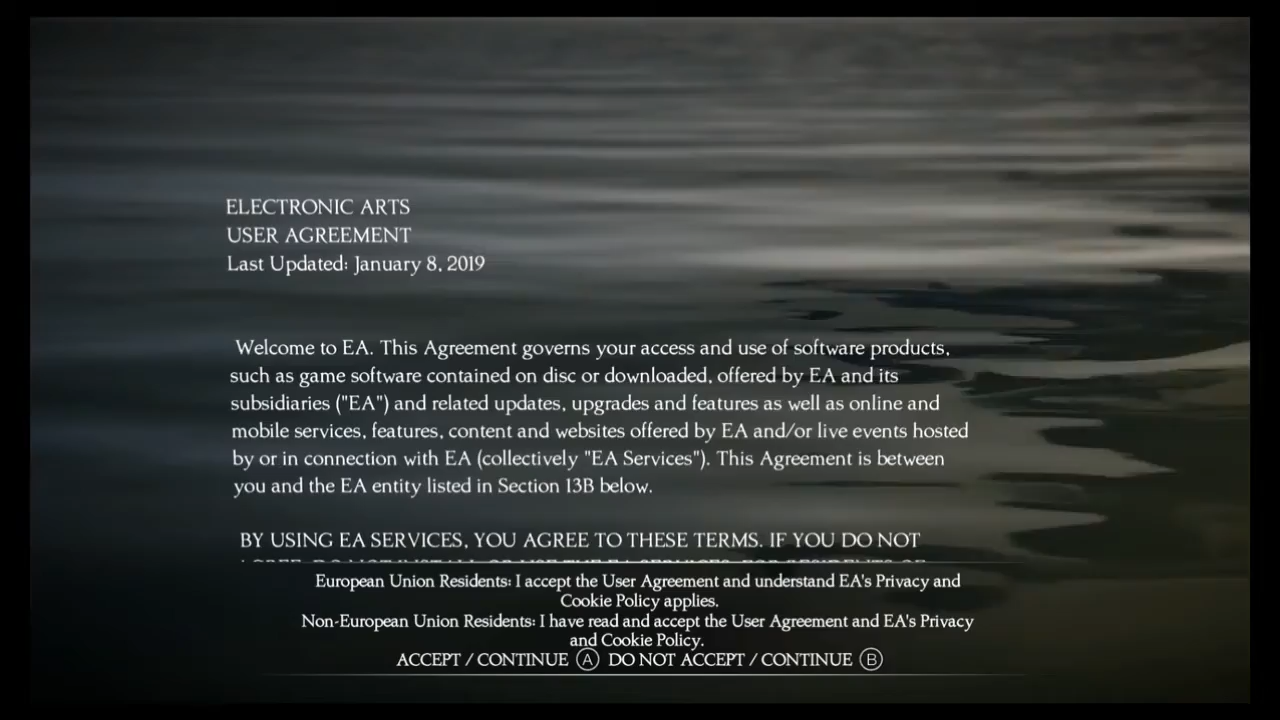 ELECTRONIC ARTS
USER AGREEMENT
Last Updated: January 8, 2019
Welcome to EA. This Agreement governs your access and use of software products,
such as game software contained on disc or downloaded, offered by EA and its
subsidiaries ("EA") and related updates, upgrades and features as well as online and
mobile services, features, content and websites offered by EA and/or live events hosted
by or in connection with EA (collectively "EA Services"). This Agreement is between
you and the EA entity listed in Section 13B below.
BY USING EA SERVICES, YOU AGREE TO THESE TERMS. IF YOU DO NOT
European Union Residents: I accept the User Agreement and understand EA's Privacy and
Cookie Policy applies.
Non-European Union Residents: I have read and accept the User Agreement and EA's Privacy
and Cookie Policy.
ACCEPT / CONTINUE A DO NOT ACCEPT / CONTINUE B